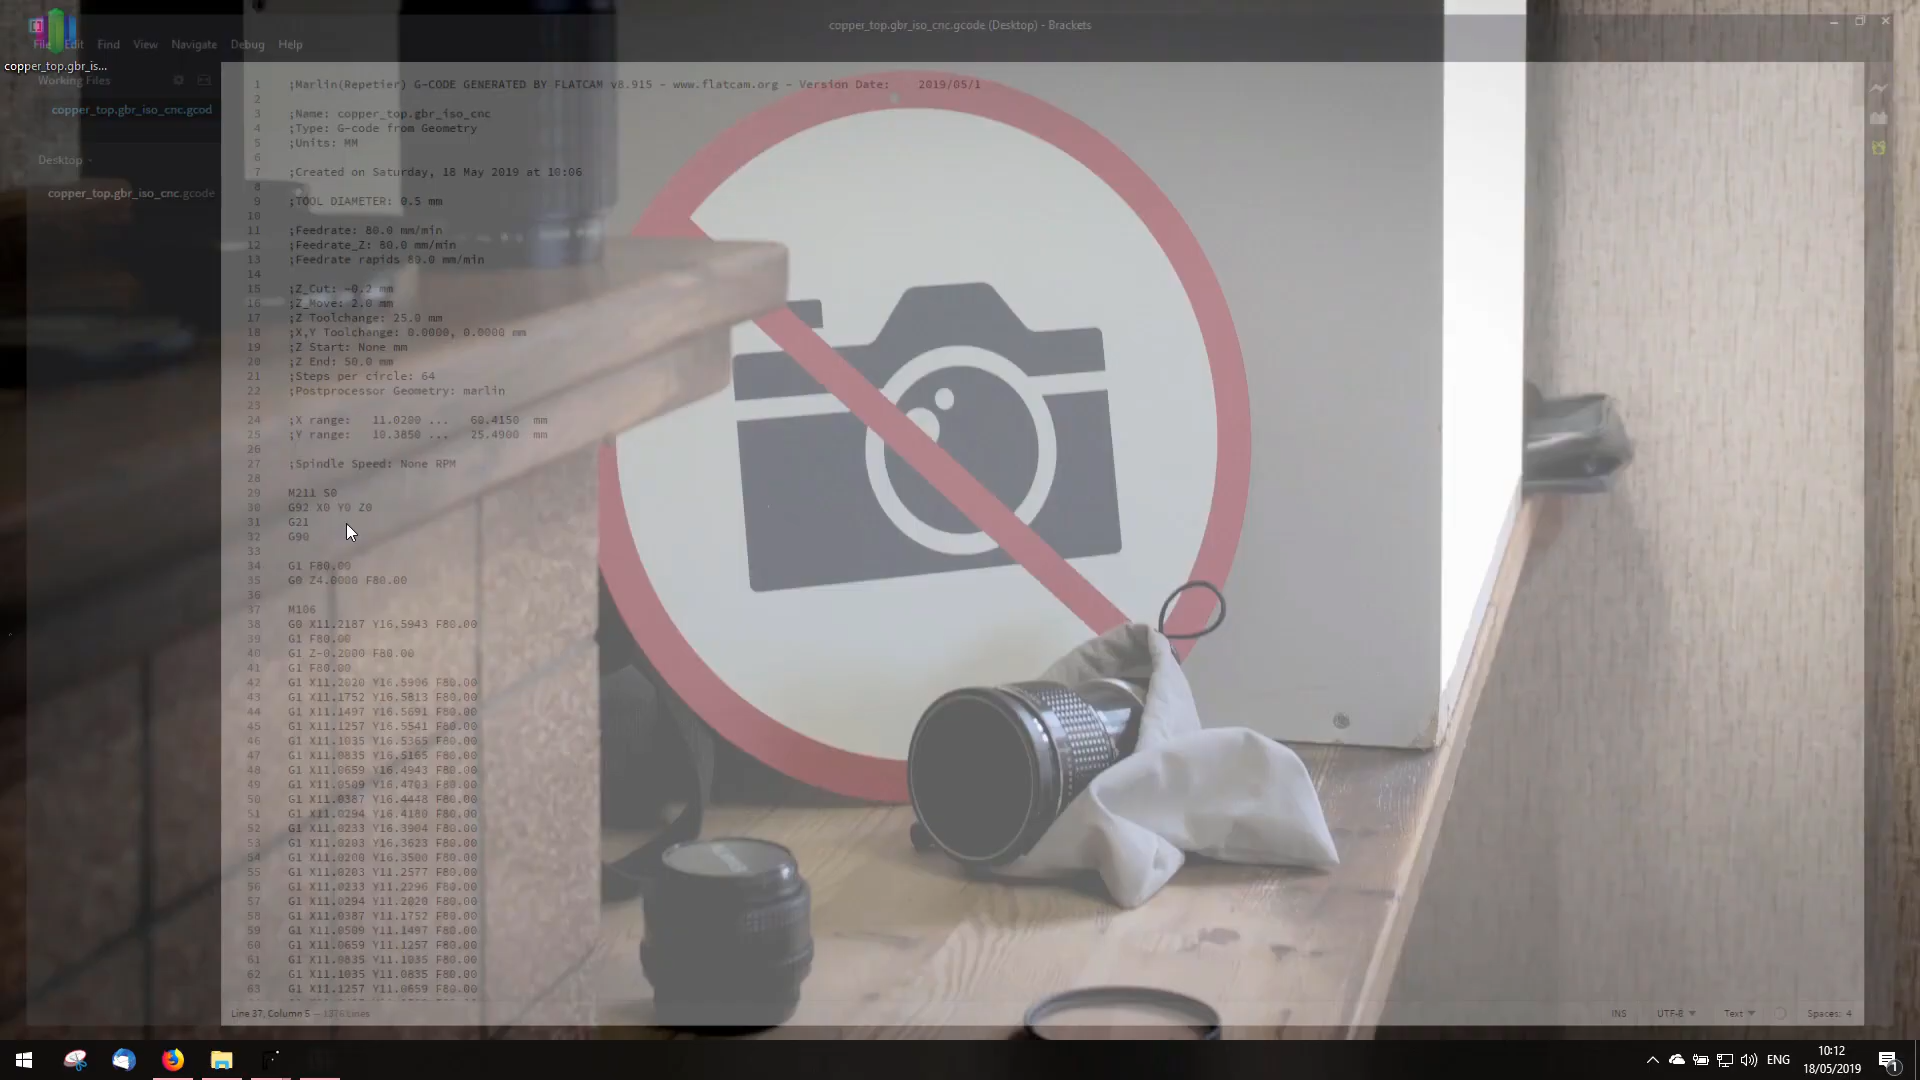 copper_top.gbr_iso_cnc.gcode (Desktop) - Brackets
File Edit Find View Navigate Debug Help
copper_top.gbr_is...
Working Files
copper_top.gbr_iso_cnc.gcod
Desktop
copper_top.gbr_iso_cnc.gcode
1 ;Marlin(Repetier) G-CODE GENERATED BY FLATCAM v8.915 - www.flatcam.org - Version Date: 2019/05/1
2
3 ;Name: copper_top.gbr_iso_cnc
4 ;Type: G-code from Geometry
5 ;Units: MM
6
7 ;Created on Saturday, 18 May 2019 at 10:06
8
9 ;TOOL DIAMETER: 0.5 mm
10
11 ;Feedrate: 80.0 mm/min
12 ;Feedrate_Z: 80.0 mm/min
13 ;Feedrate rapids 80.0 mm/min
14
15 ;Z_Cut: -0.2 mm
16 ;Z_Move: 2.0 mm
17 ;Z Toolchange: 25.0 mm
18 ;X,Y Toolchange: 0.0000, 0.0000 mm
19 ;Z Start: None mm
20 ;Z End: 50.0 mm
21 ;Steps per circle: 64
22 ;Postprocessor Geometry: marlin
23
24 ;X range: 11.0200 ... 60.4150 mm
25 ;Y range: 10.3850 ... 25.4900 mm
26
27 ;Spindle Speed: None RPM
28
29 M211 S0
30 G92 X0 Y0 Z0
31 G21
32 G90
33
34 G1 F80.00
35 G0 Z4.0000 F80.00
36
37 M106
38 G0 X11.2187 Y16.5943 F80.00
39 G1 F80.00
40 G1 Z-0.2000 F80.00
41 G1 F80.00
42 G1 X11.2020 Y16.5906 F80.00
43 G1 X11.1752 Y16.5813 F80.00
44 G1 X11.1497 Y16.5691 F80.00
45 G1 X11.1257 Y16.5541 F80.00
46 G1 X11.1035 Y16.5365 F80.00
47 G1 X11.0835 Y16.5165 F80.00
48 G1 X11.0659 Y16.4943 F80.00
49 G1 X11.0509 Y16.4703 F80.00
50 G1 X11.0387 Y16.4448 F80.00
51 G1 X11.0294 Y16.4180 F80.00
52 G1 X11.0233 Y16.3904 F80.00
53 G1 X11.0203 Y16.3623 F80.00
54 G1 X11.0200 Y16.3500 F80.00
55 G1 X11.0203 Y11.2577 F80.00
56 G1 X11.0233 Y11.2296 F80.00
57 G1 X11.0294 Y11.2020 F80.00
58 G1 X11.0387 Y11.1752 F80.00
59 G1 X11.0509 Y11.1497 F80.00
60 G1 X11.0659 Y11.1257 F80.00
61 G1 X11.0835 Y11.1035 F80.00
62 G1 X11.1035 Y11.0835 F80.00
63 G1 X11.1257 Y11.0659 F80.00
Line 37, Column 5 — 1376 Lines
INS UTF-8 Text Spaces: 4
ENG
10:12
18/05/2019
1